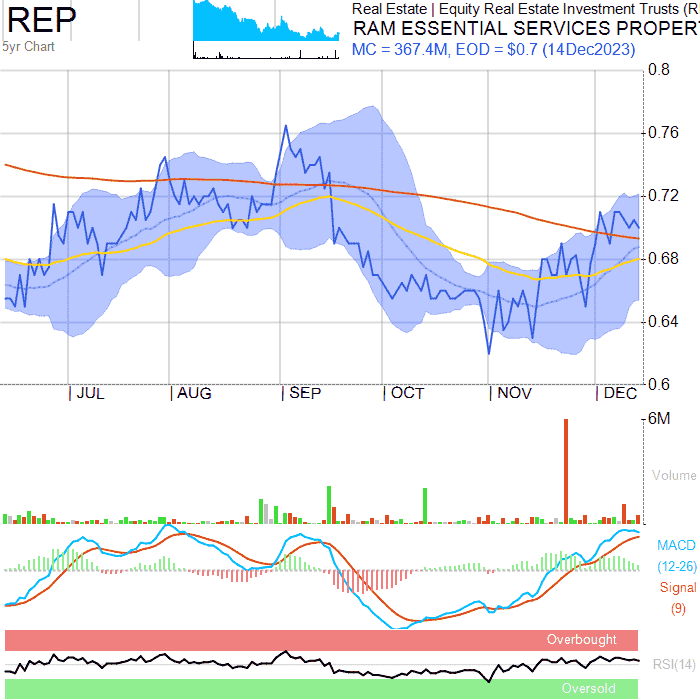 REP
5yr Chart
Real Estate | Equity Real Estate Investment Trusts (R
RAM ESSENTIAL SERVICES PROPERT
MC = 367.4M, EOD = $0.7 (14Dec2023)
0.8
0.76
0.72
0.68
0.64
0.6
| JUL | AUG | SEP | OCT | NOV | DEC
6M
Volume
MACD
(12-26)
Signal
(9)
Overbought
RSI(14)
Oversold